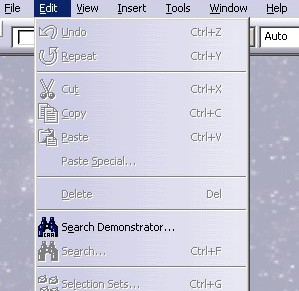 File Edit View Insert Tools Window Help
Auto
Undo Ctrl+Z
Repeat Ctrl+Y
Cut Ctrl+X
Copy Ctrl+C
Paste Ctrl+V
Paste Special...
Delete Del
Search Demonstrator...
Search... Ctrl+F
Selection Sets... Ctrl+G